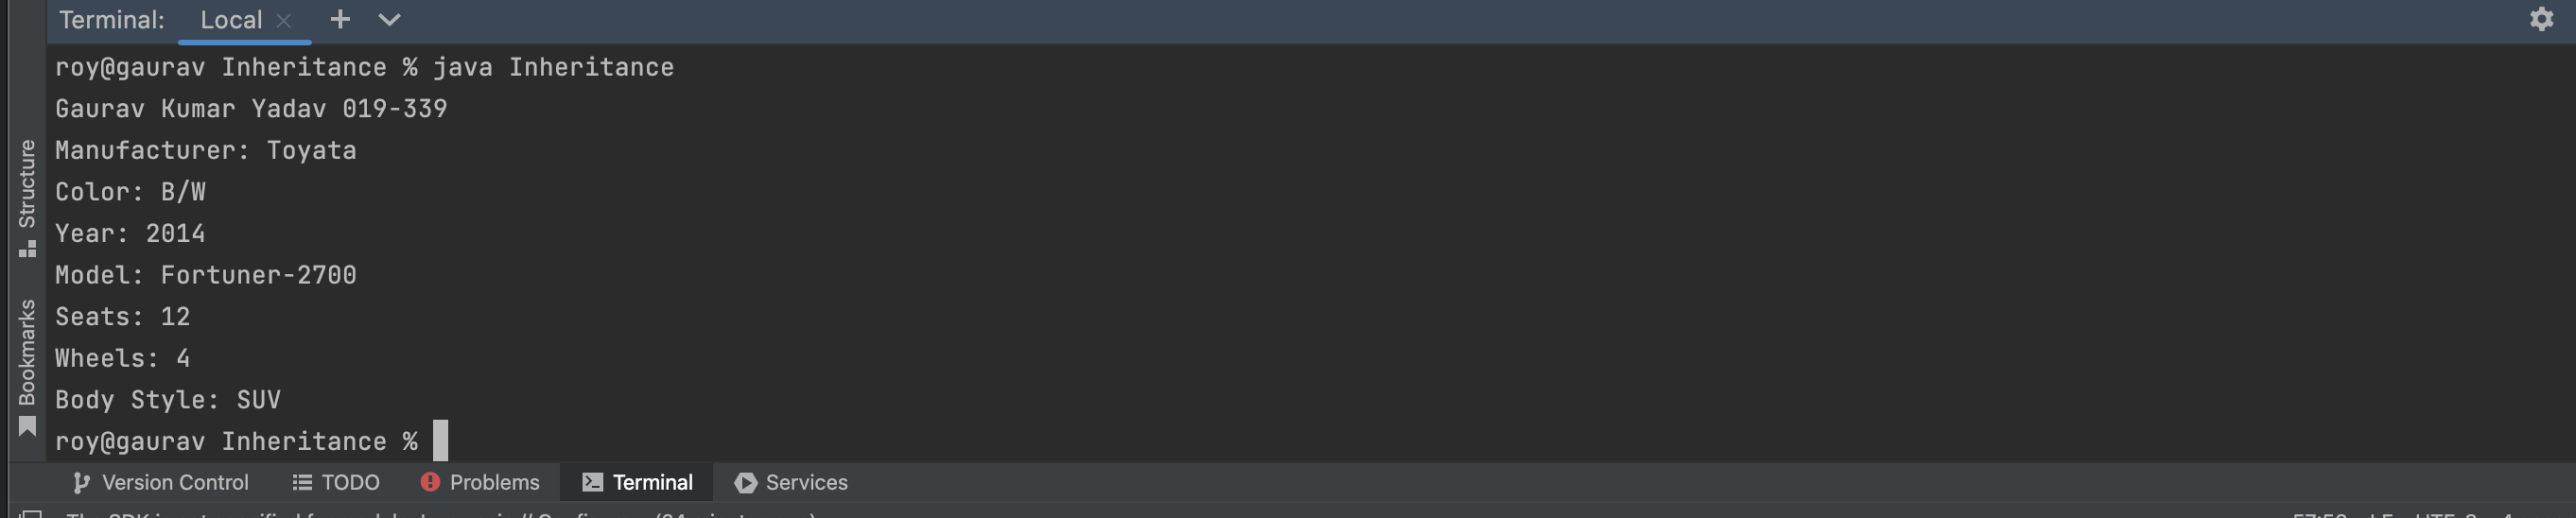 Terminal: Local
roy@gaurav Inheritance % java Inheritance
Gaurav Kumar Yadav 019-339
Manufacturer: Toyata
Color: B/W
Year: 2014
Model: Fortuner-2700
Seats: 12
Wheels: 4
Body Style: SUV
roy@gaurav Inheritance %
Structure
Bookmarks
Version Control TODO Problems Terminal Services